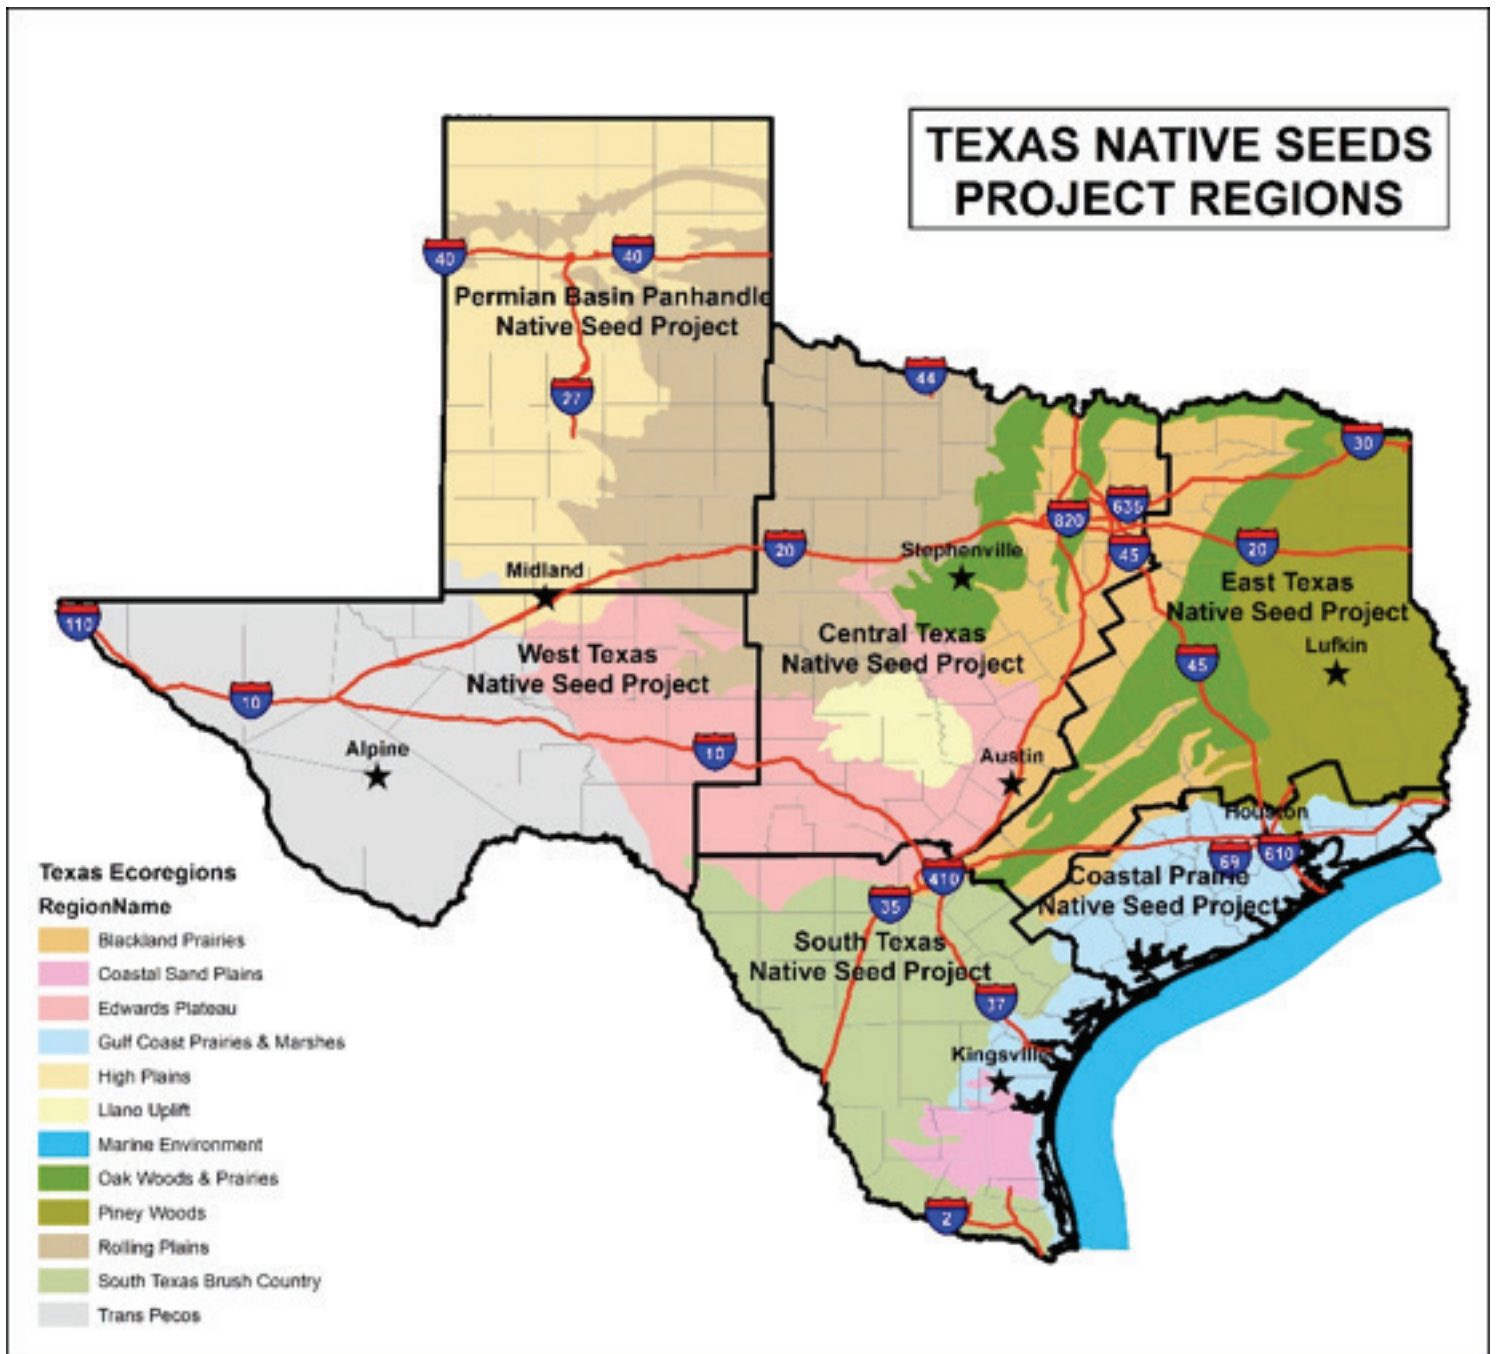 TEXAS NATIVE SEEDS
PROJECT REGIONS
40
40
Permian Basin Panhandle
Native Seed Project
27
44
30
635
820
20
Stephenville
45
20
Midland
East Texas
Native Seed Project
110
Central Texas
Native Seed Project
Lufkin
West Texas
Native Seed Project
45
10
Alpine
10
Austin
Houston
69
610
410
Coastal Prairie
Native Seed Project
35
South Texas
Native Seed Project
37
Kingsville
2
Texas Ecoregions
RegionName
Blackland Prairies
Coastal Sand Plains
Edwards Plateau
Gulf Coast Prairies & Marshes
High Plains
Llano Uplift
Marine Environment
Oak Woods & Prairies
Piney Woods
Rolling Plains
South Texas Brush Country
Trans Pecos